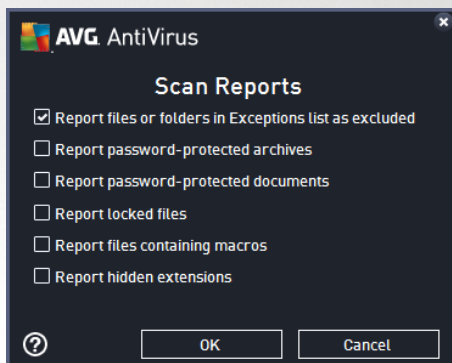 AVG AntiVirus
Scan Reports
Report files or folders in Exceptions list as excluded
Report password-protected archives
Report password-protected documents
Report locked files
Report files containing macros
Report hidden extensions
OK
Cancel